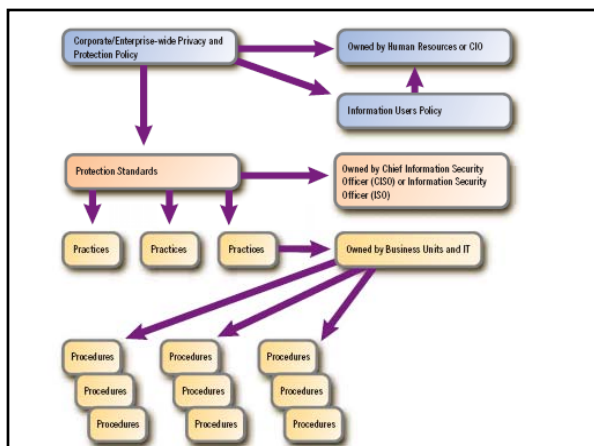 Corporate/Enterprise-wide Privacy and
Protection Policy
Owned by Human Resources or CIO
Information Users Policy
Protection Standards
Owned by Chief Information Security
Officer (CISO) or Information Security
Officer (ISO)
Practices
Practices
Practices
Owned by Business Units and IT
Procedures
Procedures
Procedures
Procedures
Procedures
Procedures
Procedures
Procedures
Procedures